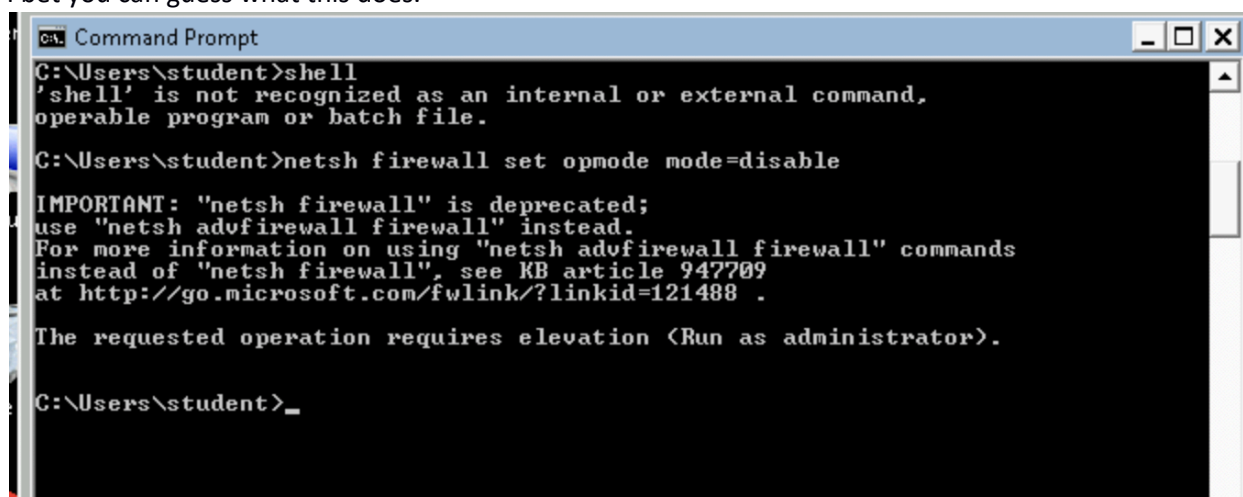 I bet you can guess what this does.
Command Prompt
C:\Users\student>shell
'shell' is not recognized as an internal or external command,
operable program or batch file.
C:\Users\student>netsh firewall set opmode mode=disable
IMPORTANT: "netsh firewall" is deprecated;
use "netsh advfirewall firewall" instead.
For more information on using "netsh advfirewall firewall" commands
instead of "netsh firewall", see KB article 947709
at http://go.microsoft.com/fwlink/?linkid=121488 .
The requested operation requires elevation (Run as administrator).
C:\Users\student>_